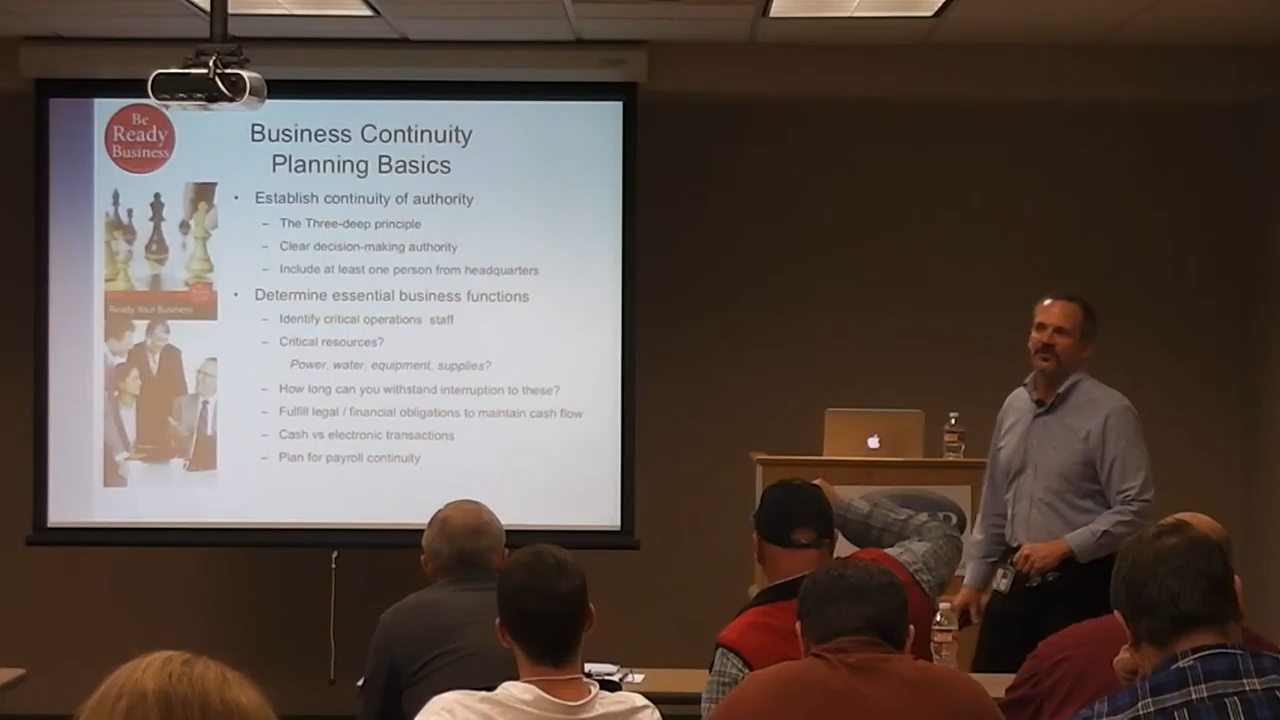 Be
Ready
Business
Business Continuity
Planning Basics
• Establish continuity of authority
– The Three-deep principle
– Clear decision-making authority
– Include at least one person from headquarters
• Determine essential business functions
– Identify critical operations staff
– Critical resources?
Power, water, equipment, supplies?
– How long can you withstand interruption to these?
– Fulfill legal / financial obligations to maintain cash flow
– Cash vs electronic transactions
– Plan for payroll continuity
Ready Your Business